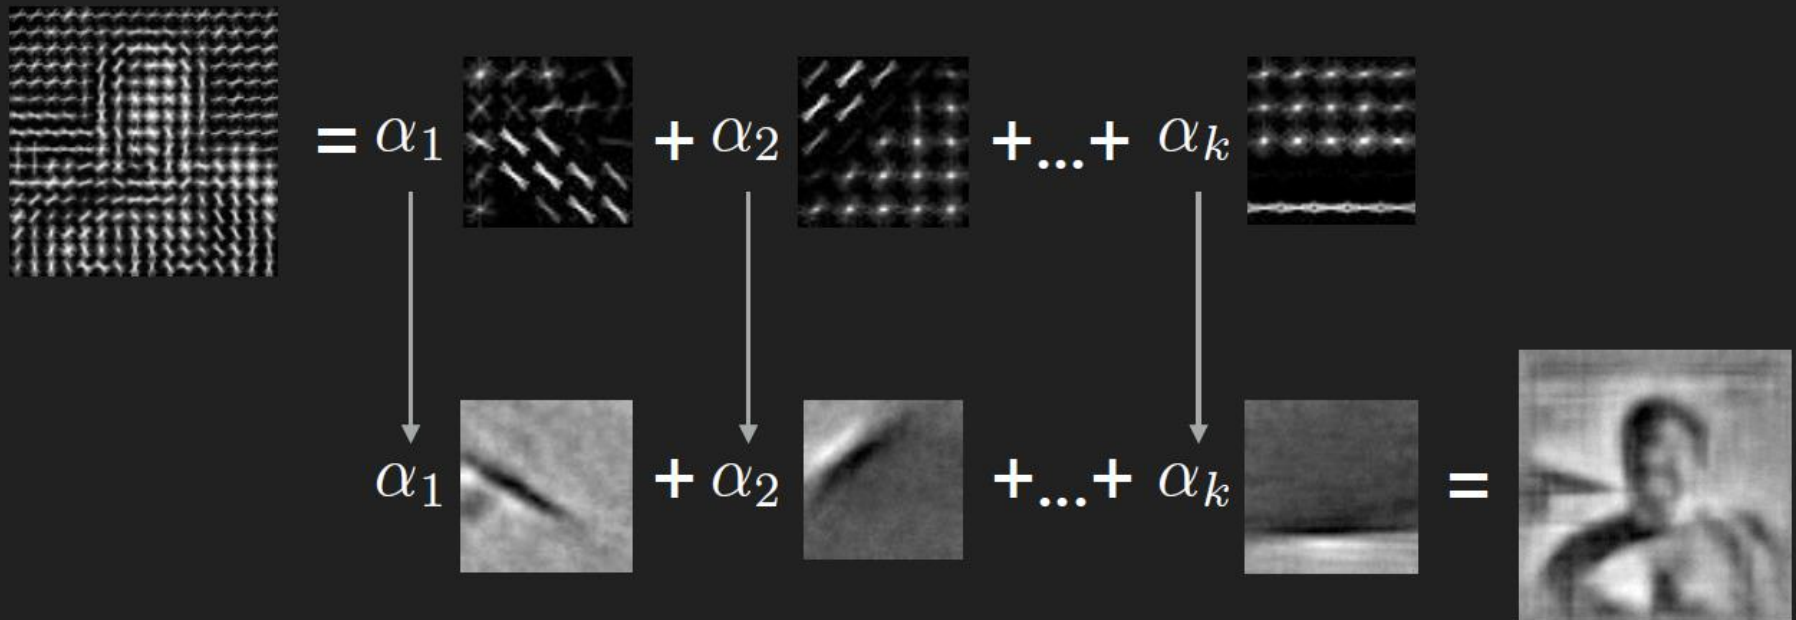 = α₁ + α₂ +...+ αₖ
α₁ + α₂ +...+ αₖ =